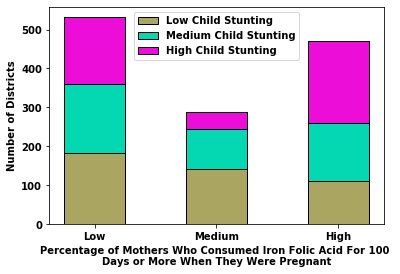 Low Child Stunting
Medium Child Stunting
High Child Stunting
Number of Districts
500
400
300
200
100
0
Low Medium High
Percentage of Mothers Who Consumed Iron Folic Acid For 100
Days or More When They Were Pregnant